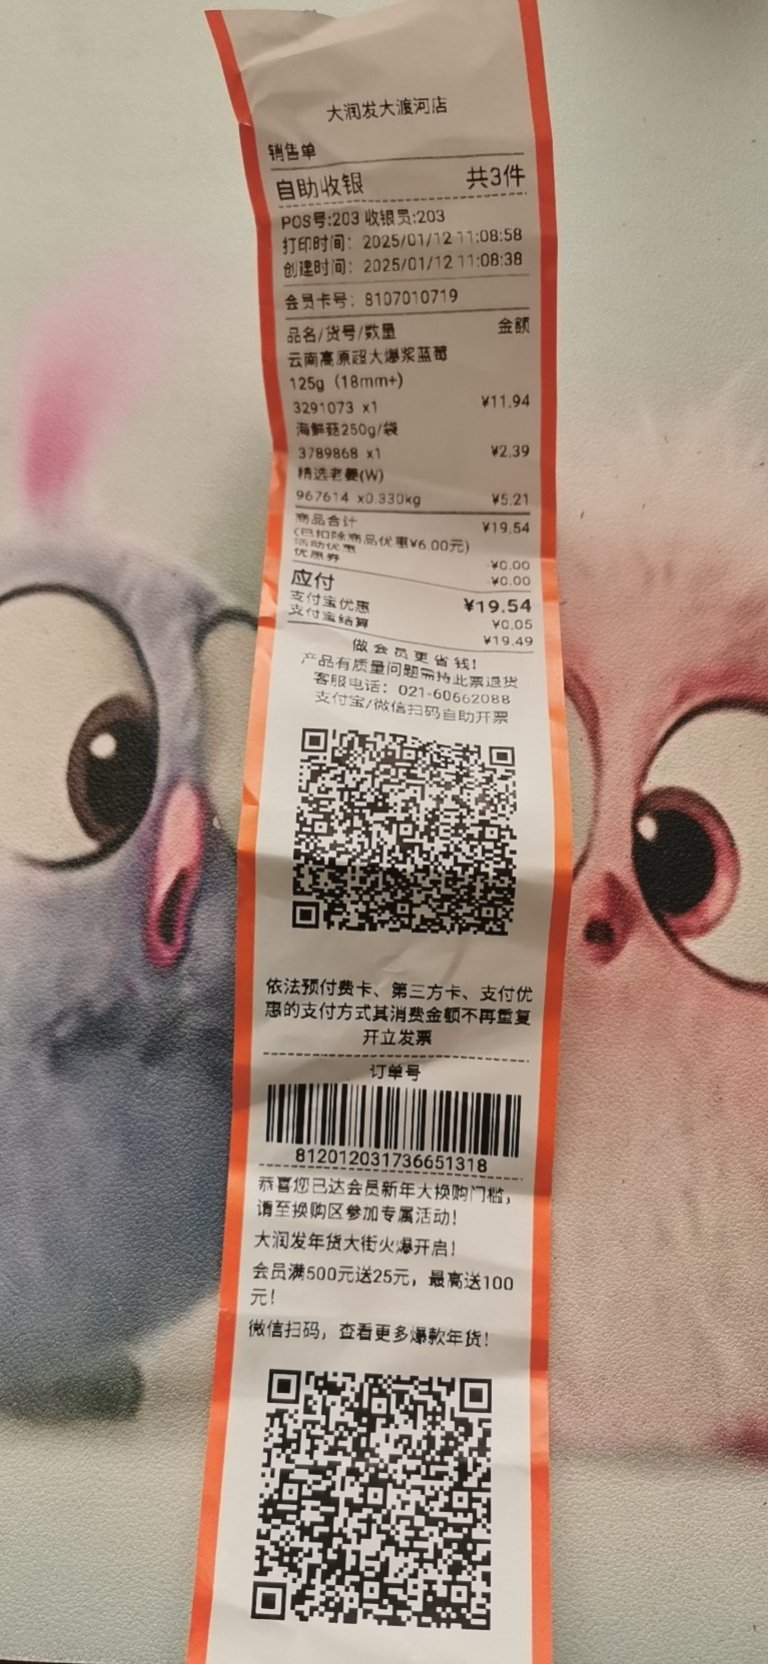 大润发大渡河店
销售单
自助收银 共3件
POS号:203 收银员:203
打印时间: 2025/01/12 11:08:58
创建时间: 2025/01/12 11:08:38
会员卡号: 8107010719
品名/货号/数量 金额
云南高原超大爆浆蓝莓
125g (18mm+)
3291073 x1 ¥11.94
海鲜菇250g/袋
3789868 x1 ¥2.39
精选老姜(W)
967614 x0.330kg ¥5.21
商品合计 ¥19.54
(已扣除商品优惠¥6.00元)
活动优惠 -¥0.00
优惠券 -¥0.00
应付 ¥19.54
支付宝优惠 ¥0.05
支付宝结算 ¥19.49
做会员更省钱!
产品有质量问题需持此票退货
客服电话: 021-60662088
支付宝/微信扫码自助开票
依法预付费卡、第三方卡、支付优
惠的支付方式其消费金额不再重复
开立发票
订单号
812012031736651318
恭喜您已达会员新年大换购门槛,
请至换购区参加专属活动!
大润发年货大街火爆开启!
会员满500元送25元, 最高送100
元!
微信扫码, 查看更多爆款年货!